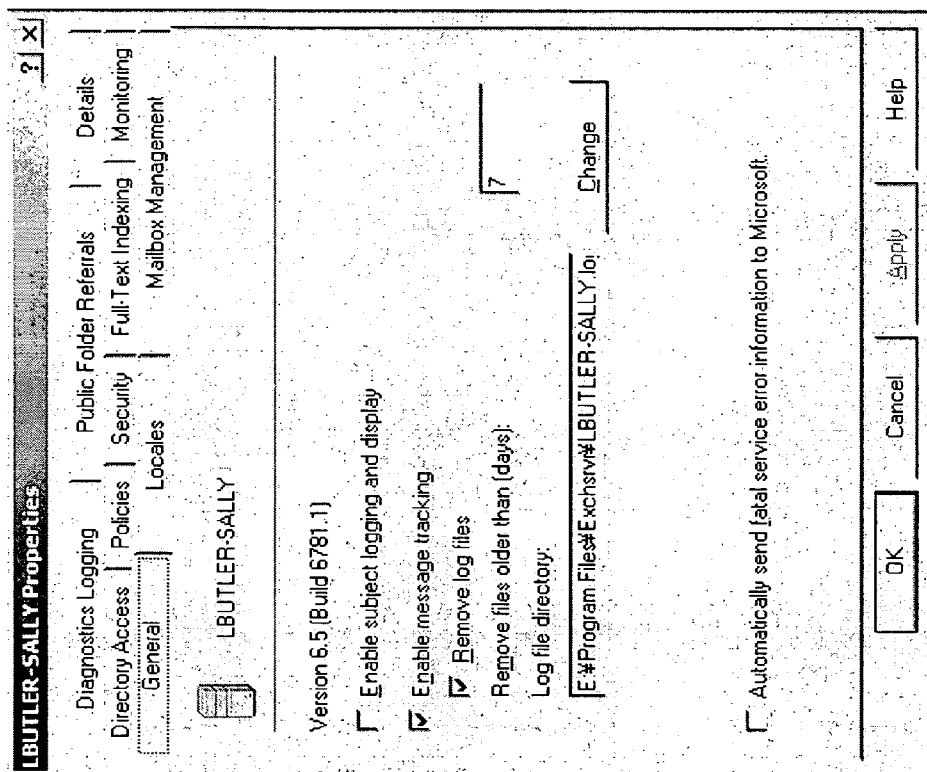 LBUTLER-SALLY Properties
Diagnostics Logging Public Folder Referrals Details
Directory Access Policies Security Full-Text Indexing Monitoring
General Locales Mailbox Management
LBUTLER-SALLY
Version 6.5 (Build 6781.1)
Enable subject logging and display
Enable message tracking
Remove log files
Remove files older than (days): 7
Log file directory:
E:¥Program Files¥Exchsrvr¥LBUTLER-SALLY.log Change
Automatically send fatal service error information to Microsoft.
OK Cancel Apply Help